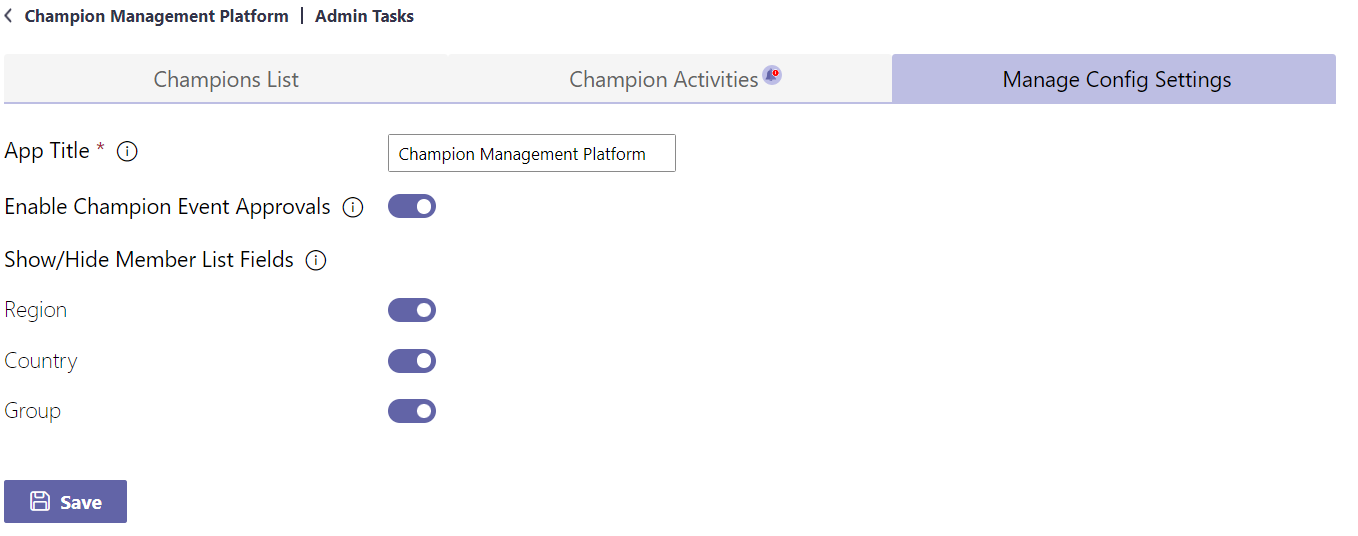 Champion Management Platform | Admin Tasks
Champions List Champion Activities Manage Config Settings
App Title * Champion Management Platform
Enable Champion Event Approvals
Show/Hide Member List Fields
Region
Country
Group
Save